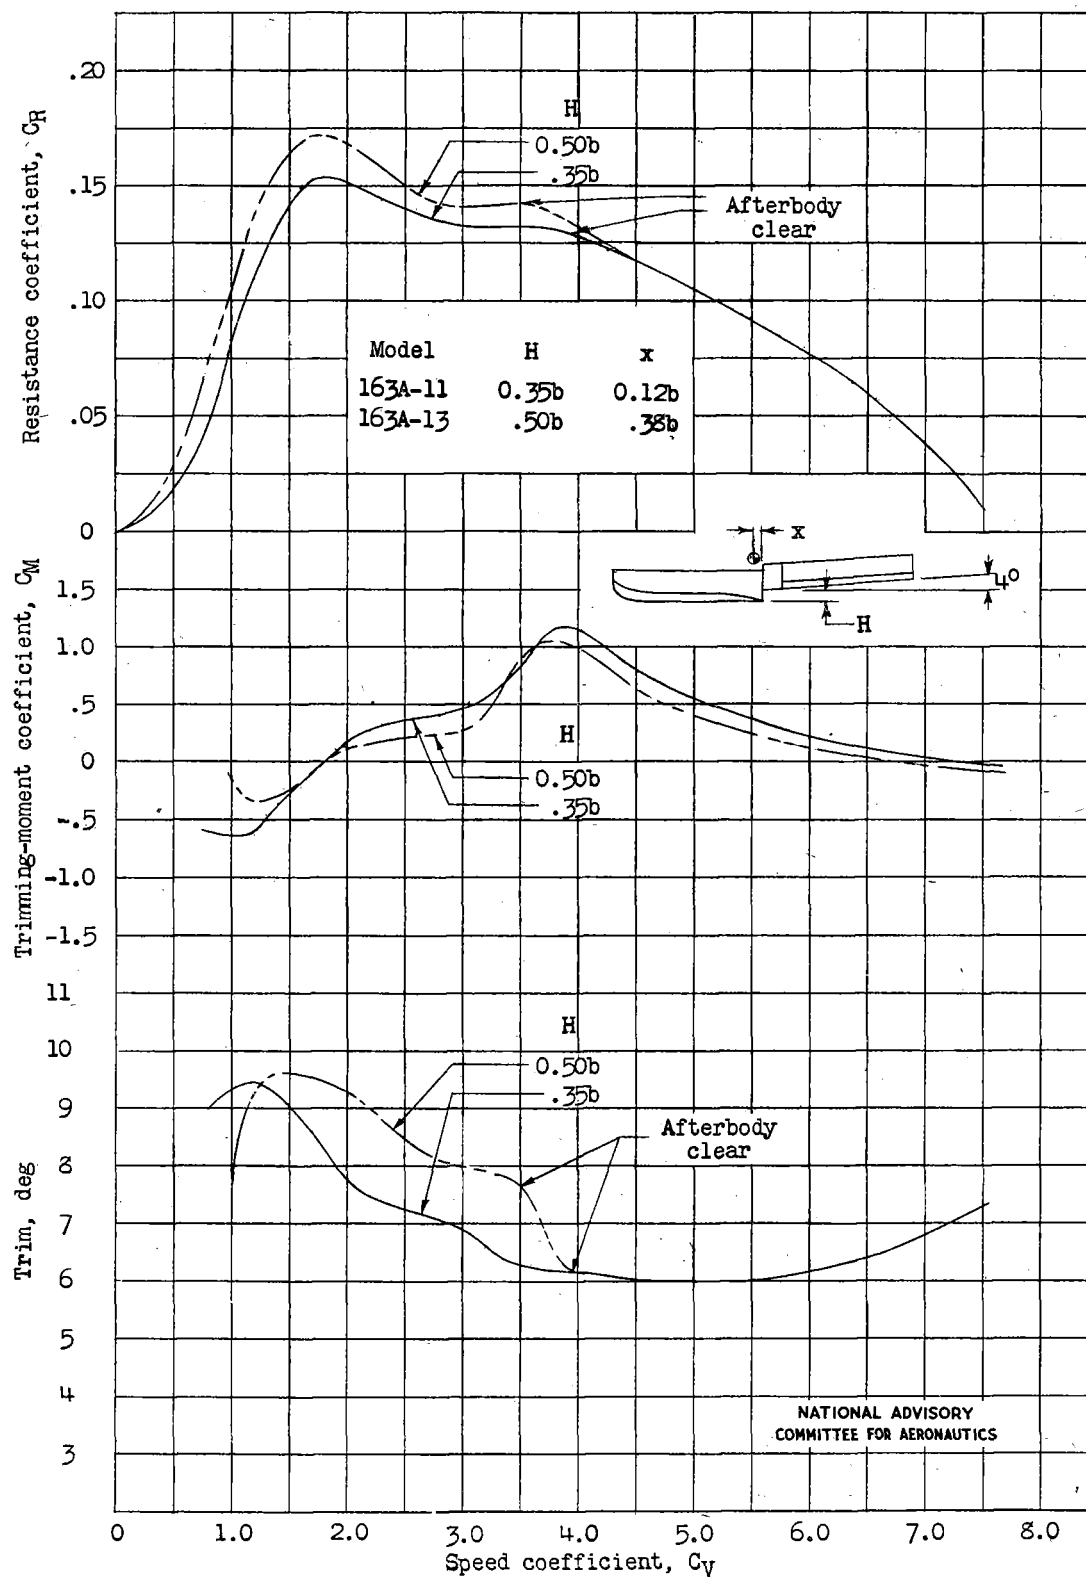 .20
H
0.50b
.35b
.15
Afterbody
clear
.10
Resistance coefficient, C_R
Model H x
163A-11 0.35b 0.12b
163A-13 .50b .38b
.05
0
x
4°
H
1.5
1.0
.5
0
-.5
-1.0
-1.5
Trimming-moment coefficient, C_M
H
0.50b
.35b
11
10
9
8
7
6
5
4
3
Trim, deg
H
0.50b
.35b
Afterbody
clear
NATIONAL ADVISORY
COMMITTEE FOR AERONAUTICS
0 1.0 2.0 3.0 4.0 5.0 6.0 7.0 8.0
Speed coefficient, C_V